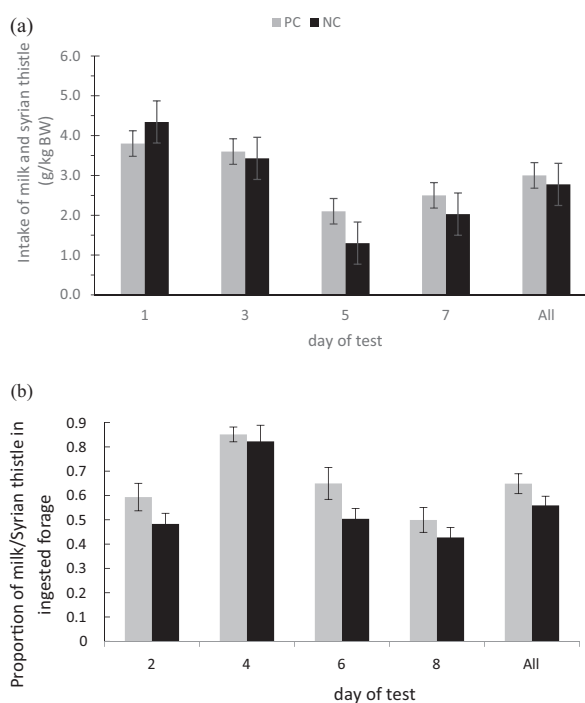 (a)
PC NC
Intake of milk and syrian thistle
(g/kg BW)
6.0
5.0
4.0
3.0
2.0
1.0
0.0
1 3 5 7 All
day of test
(b)
Proportion of milk/Syrian thistle in
ingested forage
0.9
0.8
0.7
0.6
0.5
0.4
0.3
0.2
0.1
0
2 4 6 8 All
day of test